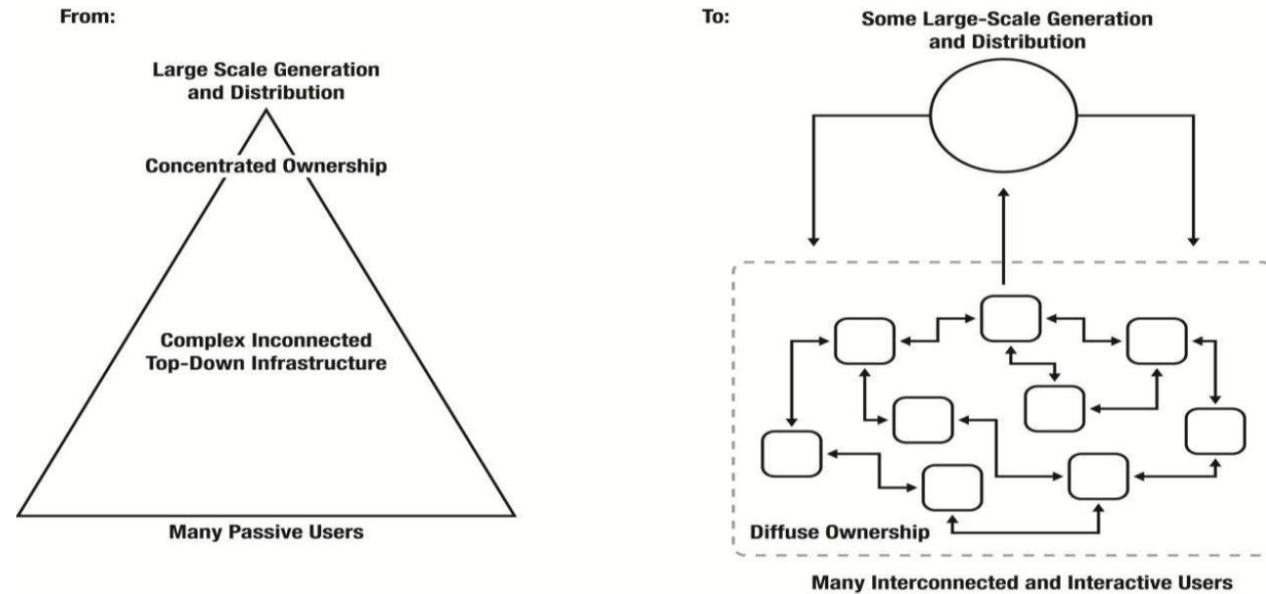 From:
Large Scale Generation
and Distribution
Concentrated Ownership
Complex Inconnected
Top-Down Infrastructure
Many Passive Users
To:
Some Large-Scale Generation
and Distribution
Diffuse Ownership
Many Interconnected and Interactive Users